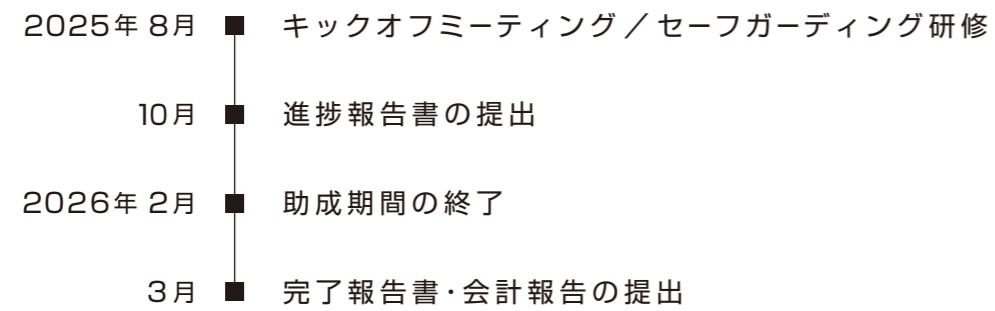 2025年 8月 キックオフミーティング／セーフガーディング研修
10月 進捗報告書の提出
2026年 2月 助成期間の終了
3月 完了報告書・会計報告の提出